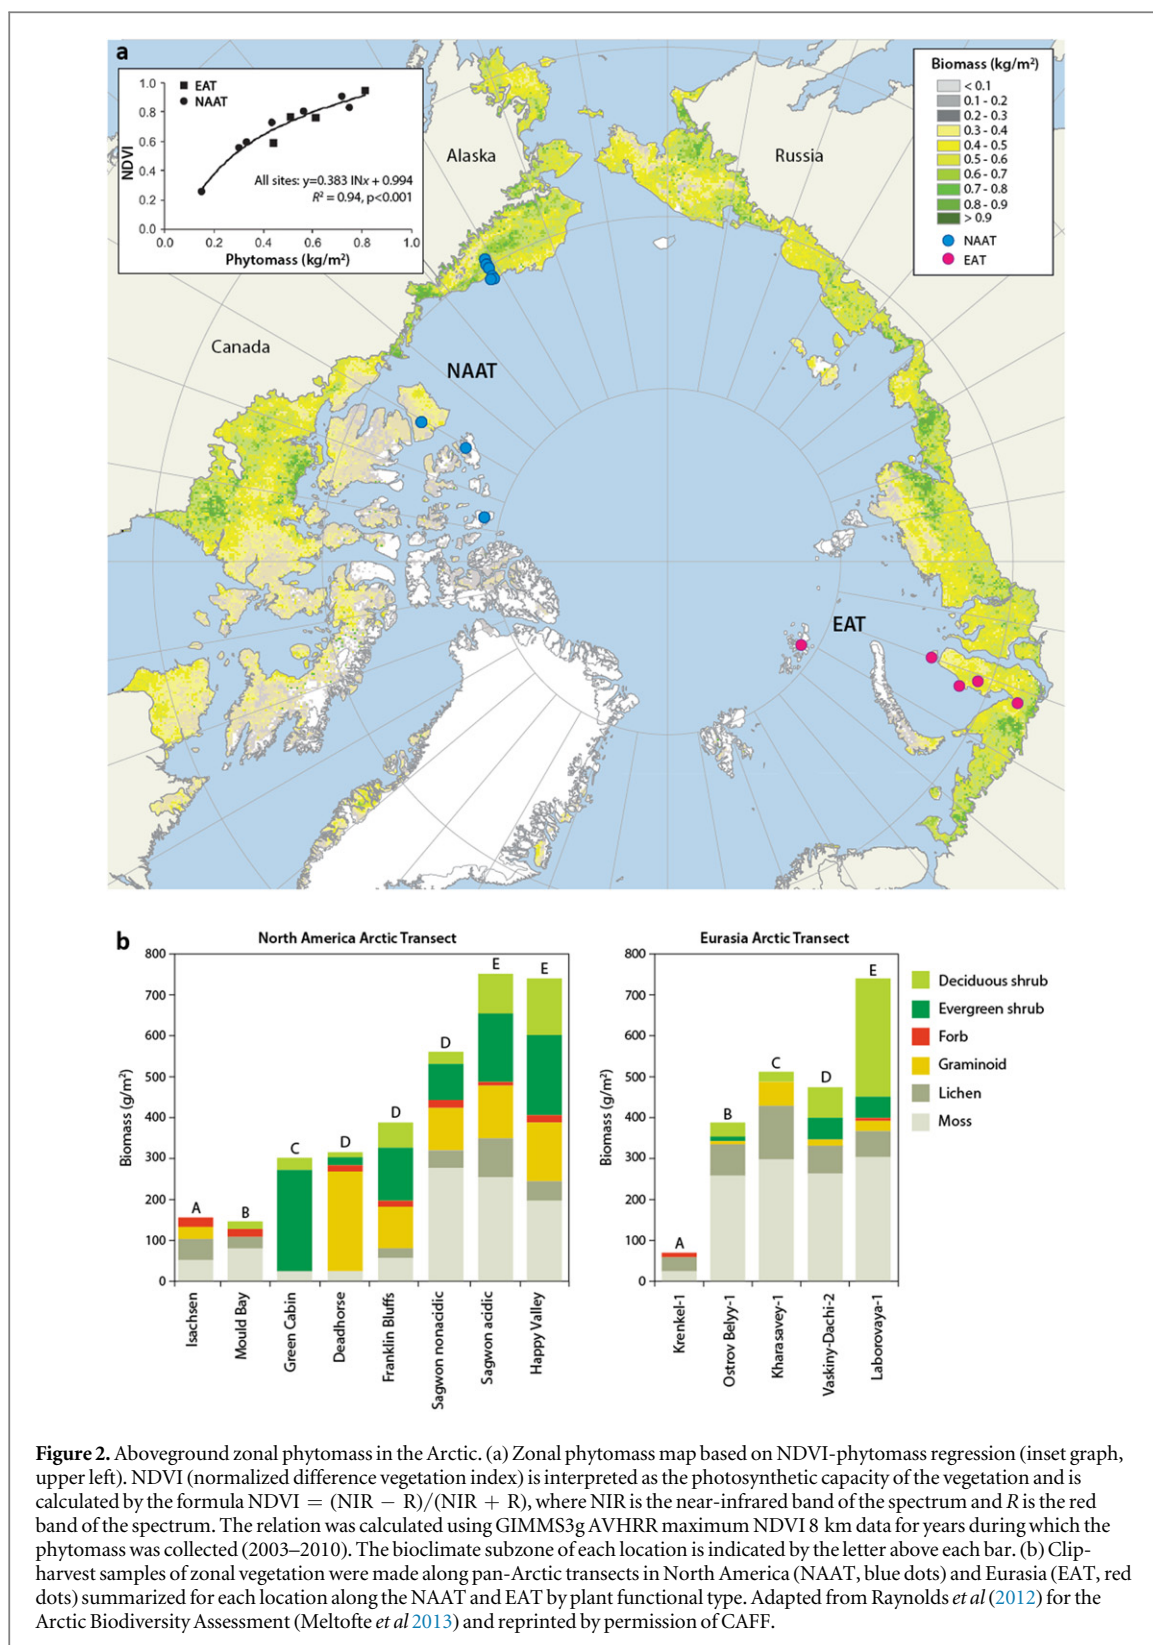 a
1.0
0.8
0.6
0.4
0.2
0.0
NDVI
EAT
NAAT
All sites: y=0.383 INx + 0.994
R² = 0.94, p<0.001
0.0
0.2
0.4
0.6
0.8
1.0
Phytomass (kg/m²)
Alaska
Russia
Canada
NAAT
EAT
Biomass (kg/m²)
< 0.1
0.1 - 0.2
0.2 - 0.3
0.3 - 0.4
0.4 - 0.5
0.5 - 0.6
0.6 - 0.7
0.7 - 0.8
0.8 - 0.9
> 0.9
NAAT
EAT
b
North America Arctic Transect
800
700
600
500
400
300
200
100
0
Biomass (g/m²)
A
B
C
D
D
D
E
E
Isachsen
Mould Bay
Green Cabin
Deadhorse
Franklin Bluffs
Sagwon nonacidic
Sagwon acidic
Happy Valley
Eurasia Arctic Transect
800
700
600
500
400
300
200
100
0
Biomass (g/m²)
A
B
C
D
E
Krenkel-1
Ostrov Belyy-1
Kharasavey-1
Vaskiny-Dachi-2
Laborovaya-1
Deciduous shrub
Evergreen shrub
Forb
Graminoid
Lichen
Moss
Figure 2. Aboveground zonal phytomass in the Arctic. (a) Zonal phytomass map based on NDVI-phytomass regression (inset graph,
upper left). NDVI (normalized difference vegetation index) is interpreted as the photosynthetic capacity of the vegetation and is
calculated by the formula NDVI = (NIR − R)/(NIR + R), where NIR is the near-infrared band of the spectrum and R is the red
band of the spectrum. The relation was calculated using GIMMS3g AVHRR maximum NDVI 8 km data for years during which the
phytomass was collected (2003–2010). The bioclimate subzone of each location is indicated by the letter above each bar. (b) Clip-
harvest samples of zonal vegetation were made along pan-Arctic transects in North America (NAAT, blue dots) and Eurasia (EAT, red
dots) summarized for each location along the NAAT and EAT by plant functional type. Adapted from Raynolds et al (2012) for the
Arctic Biodiversity Assessment (Meltofte et al 2013) and reprinted by permission of CAFF.